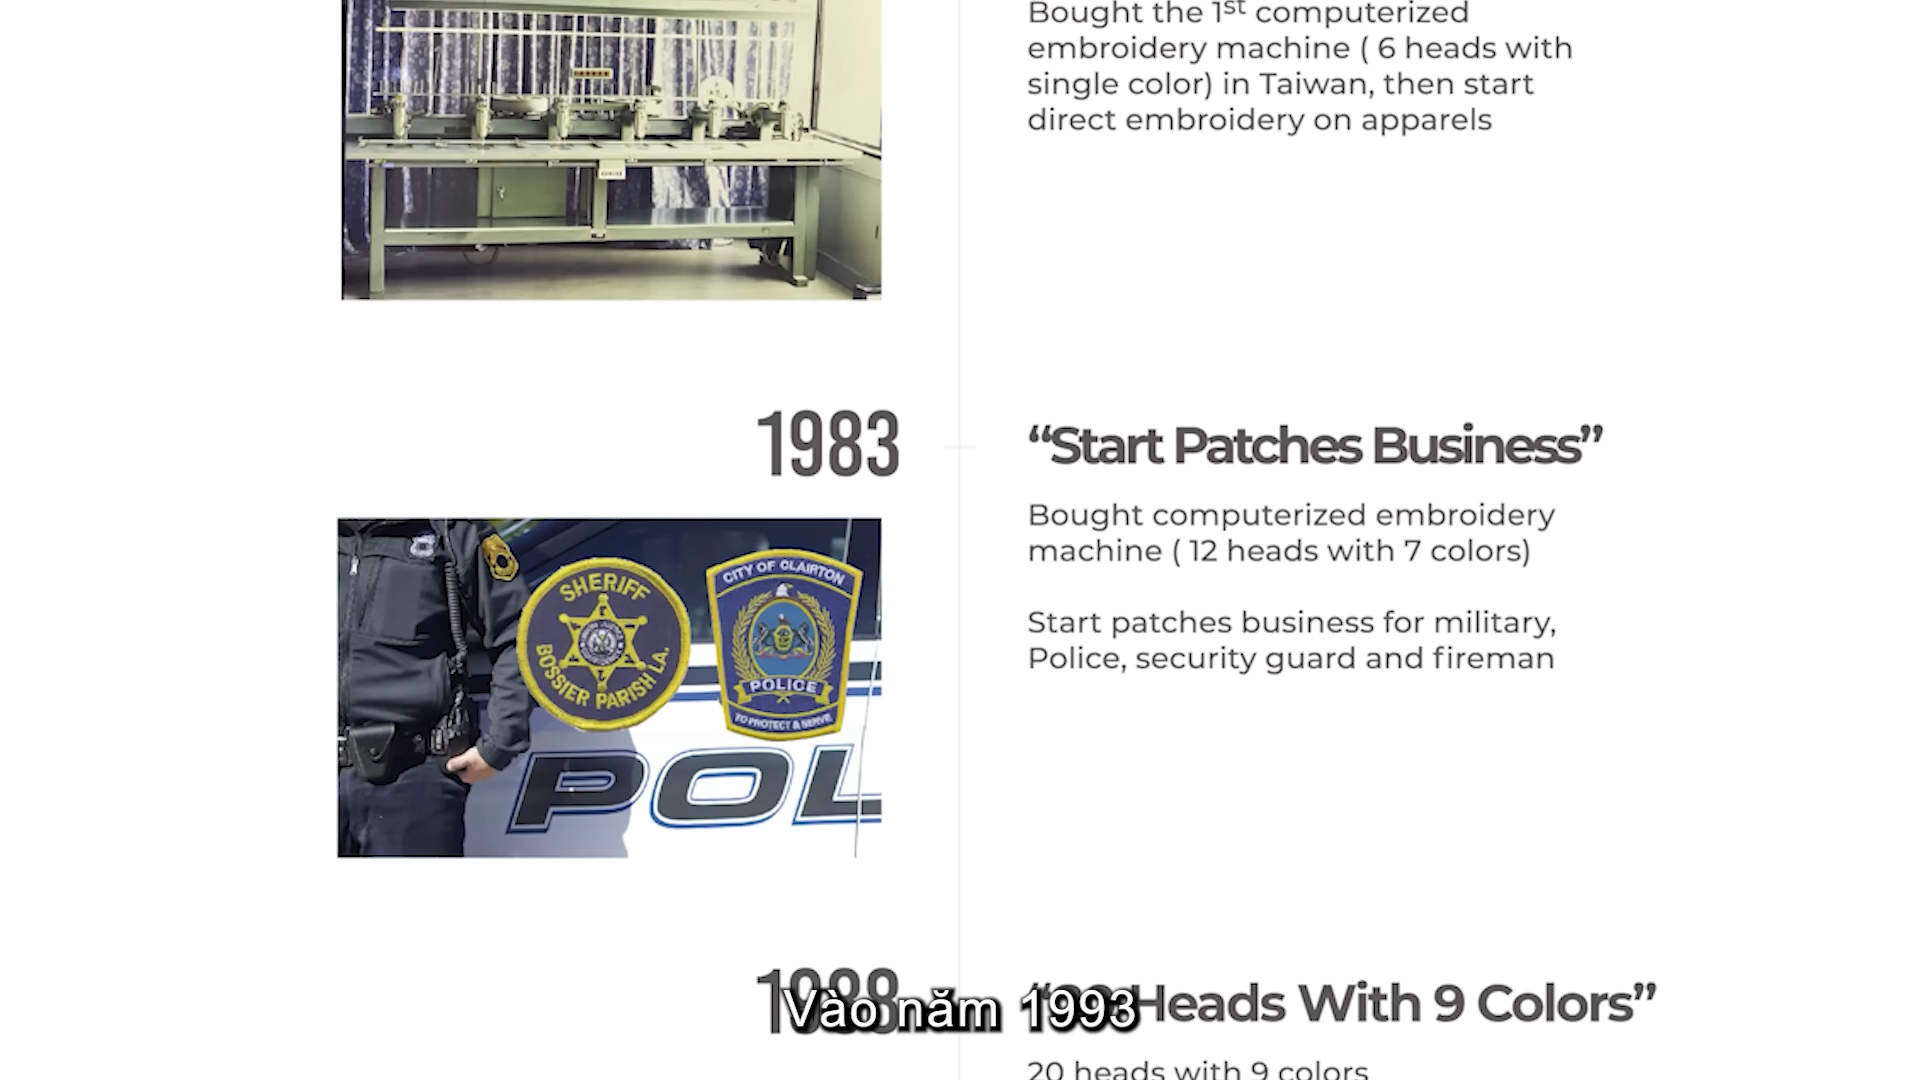 Bought the 1st computerized
embroidery machine ( 6 heads with
single color) in Taiwan, then start
direct embroidery on apparels
1983
“Start Patches Business”
Bought computerized embroidery
machine ( 12 heads with 7 colors)
Start patches business for military,
Police, security guard and fireman
SHERIFF
BOSSIER PARISH LA.
CITY OF CLAIRTON
POLICE
TO PROTECT & SERVE
POL
1988
Heads With 9 Colors”
Vào năm 1993
20 heads with 9 colors